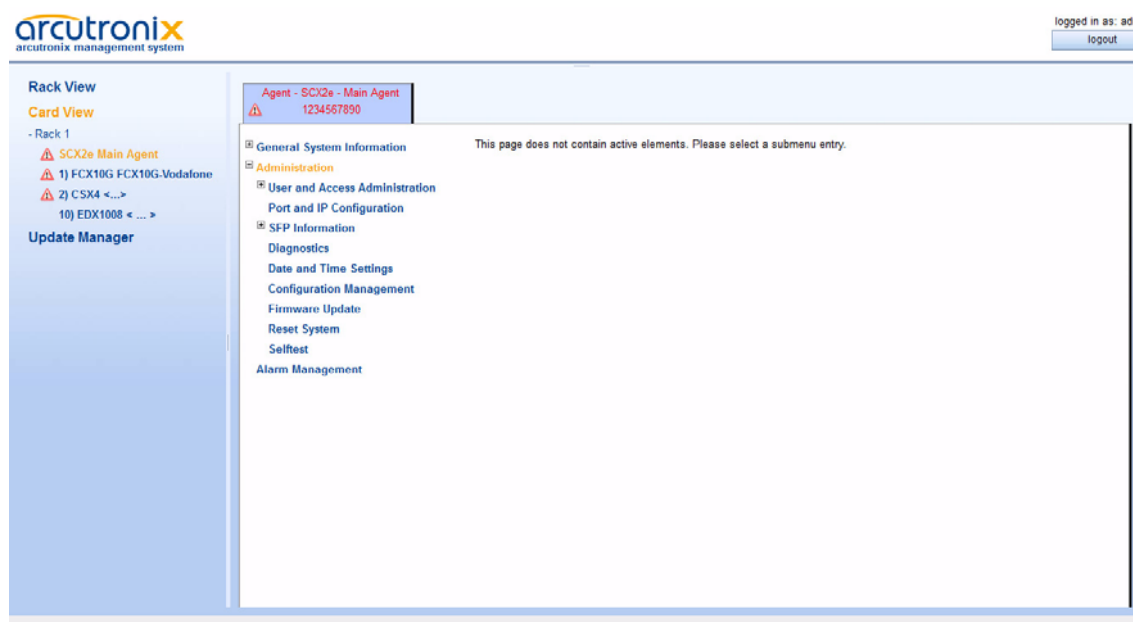 arcutronix
arcutronix management system
logged in as: ad
logout
Rack View
Card View
- Rack 1
SCX2e Main Agent
1) FCX10G FCX10G-Vodafone
2) CSX4 <...>
10) EDX1008 < ... >
Update Manager
Agent - SCX2e - Main Agent
1234567890
General System Information
Administration
User and Access Administration
Port and IP Configuration
SFP Information
Diagnostics
Date and Time Settings
Configuration Management
Firmware Update
Reset System
Selftest
Alarm Management
This page does not contain active elements. Please select a submenu entry.